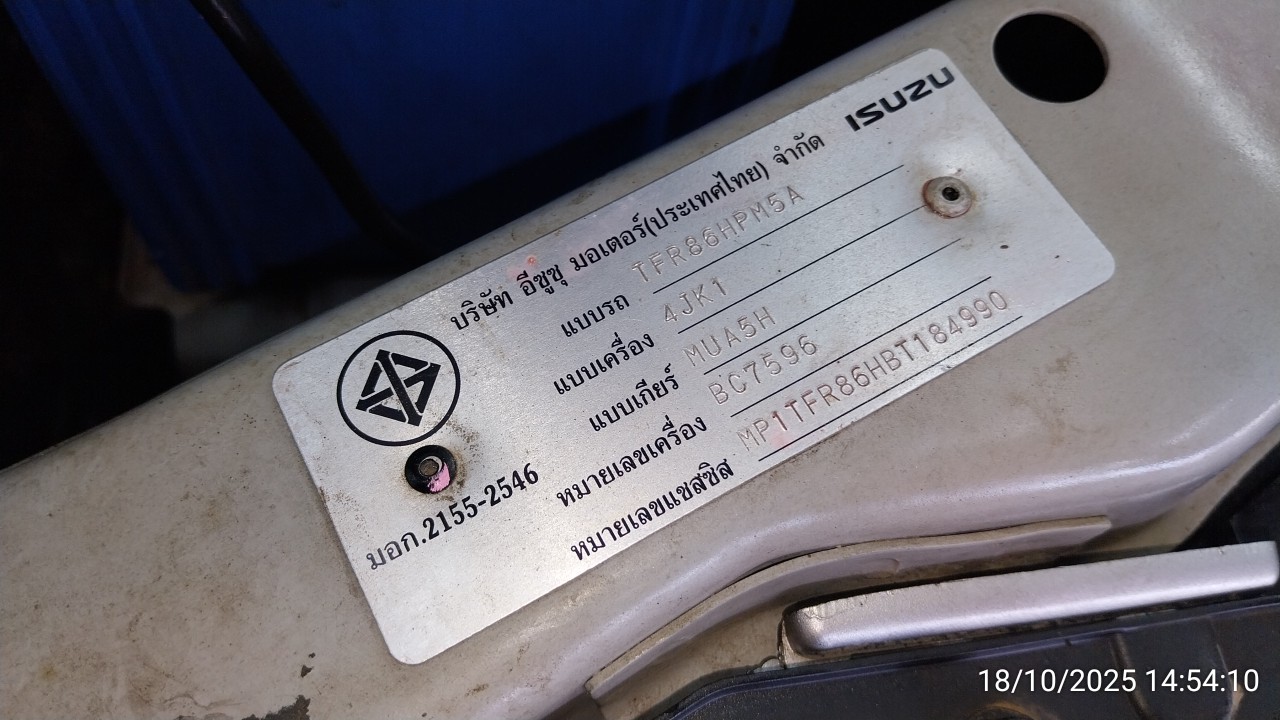 ISUZU
บริษัท อีซูซุ มอเตอร์(ประเทศไทย) จำกัด
แบบรถ TFR86HPM5A
แบบเครื่อง 4JK1
แบบเกียร์ MUA5H
หมายเลขเครื่อง BC7596
หมายเลขแชสซิส MP1TFR86HBT184990
มอก.2155-2546
18/10/2025 14:54:10